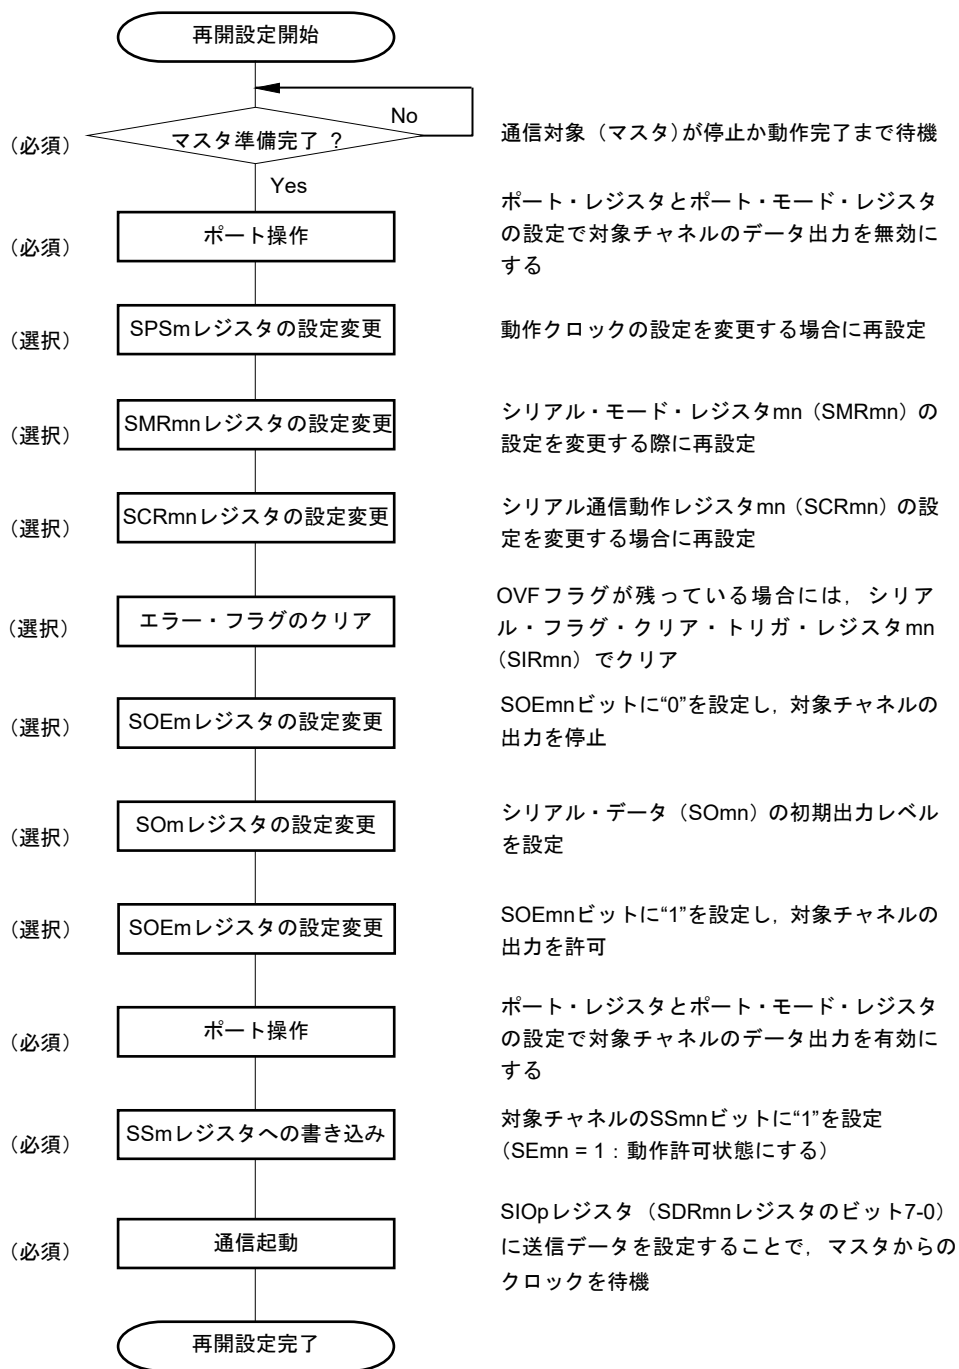 再開設定開始
No
(必須)
マスタ準備完了 ?
通信対象(マスタ)が停止か動作完了まで待機
Yes
(必須)
ポート操作
ポート・レジスタとポート・モード・レジスタ
の設定で対象チャネルのデータ出力を無効に
する
(選択)
SPSmレジスタの設定変更
動作クロックの設定を変更する場合に再設定
(選択)
SMRmnレジスタの設定変更
シリアル・モード・レジスタmn(SMRmn)の
設定を変更する際に再設定
(選択)
SCRmnレジスタの設定変更
シリアル通信動作レジスタmn(SCRmn)の設
定を変更する場合に再設定
(選択)
エラー・フラグのクリア
OVFフラグが残っている場合には,シリア
ル・フラグ・クリア・トリガ・レジスタmn
(SIRmn)でクリア
(選択)
SOEmレジスタの設定変更
SOEmnビットに“0”を設定し,対象チャネルの
出力を停止
(選択)
SOmレジスタの設定変更
シリアル・データ(SOmn)の初期出力レベル
を設定
(選択)
SOEmレジスタの設定変更
SOEmnビットに“1”を設定し,対象チャネルの
出力を許可
(必須)
ポート操作
ポート・レジスタとポート・モード・レジスタ
の設定で対象チャネルのデータ出力を有効に
する
(必須)
SSmレジスタへの書き込み
対象チャネルのSSmnビットに“1”を設定
(SEmn = 1:動作許可状態にする)
(必須)
通信起動
SIOpレジスタ(SDRmnレジスタのビット7-0)
に送信データを設定することで,マスタからの
クロックを待機
再開設定完了